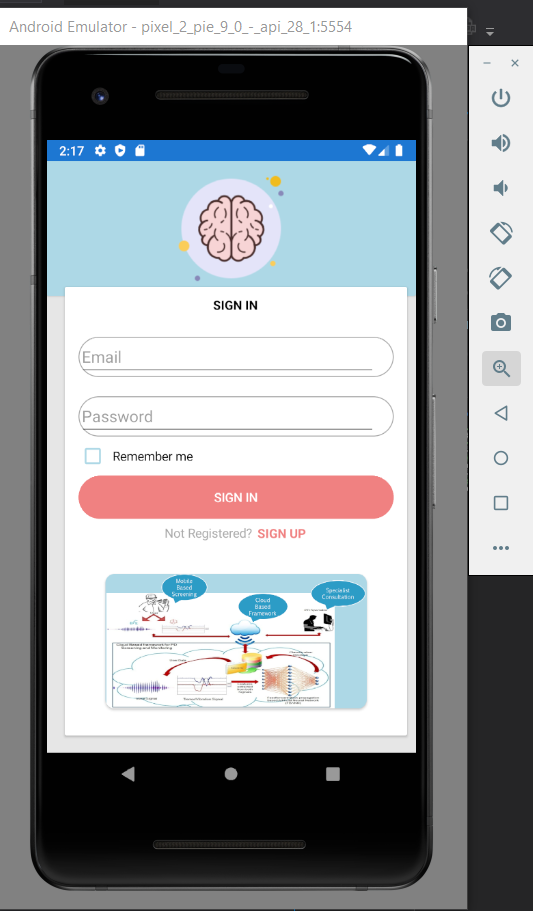 Android Emulator - pixel_2_pie_9_0_-_api_28_1:5554
2:17
SIGN IN
Email
Password
Remember me
SIGN IN
Not Registered? SIGN UP
Mobile
Based
Screening
Specialist
Consultation
Cloud
Based
Framework